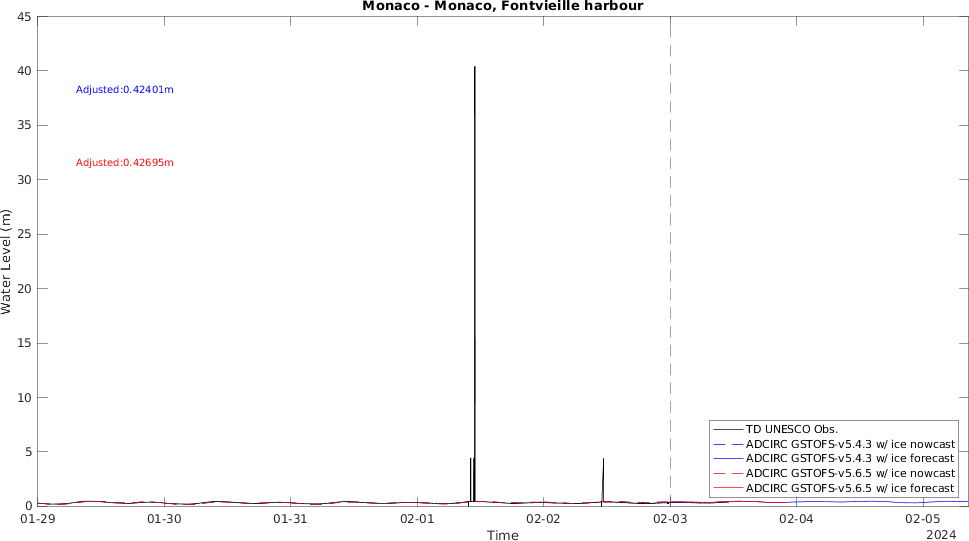 Monaco - Monaco, Fontvieille harbour
45
40
35
30
25
20
15
10
5
0
Water Level (m)
Adjusted:0.42401m
Adjusted:0.42695m
TD UNESCO Obs.
ADCIRC GSTOFS-v5.4.3 w/ ice nowcast
ADCIRC GSTOFS-v5.4.3 w/ ice forecast
ADCIRC GSTOFS-v5.6.5 w/ ice nowcast
ADCIRC GSTOFS-v5.6.5 w/ ice forecast
01-29 01-30 01-31 02-01 02-02 02-03 02-04 02-05
Time
2024